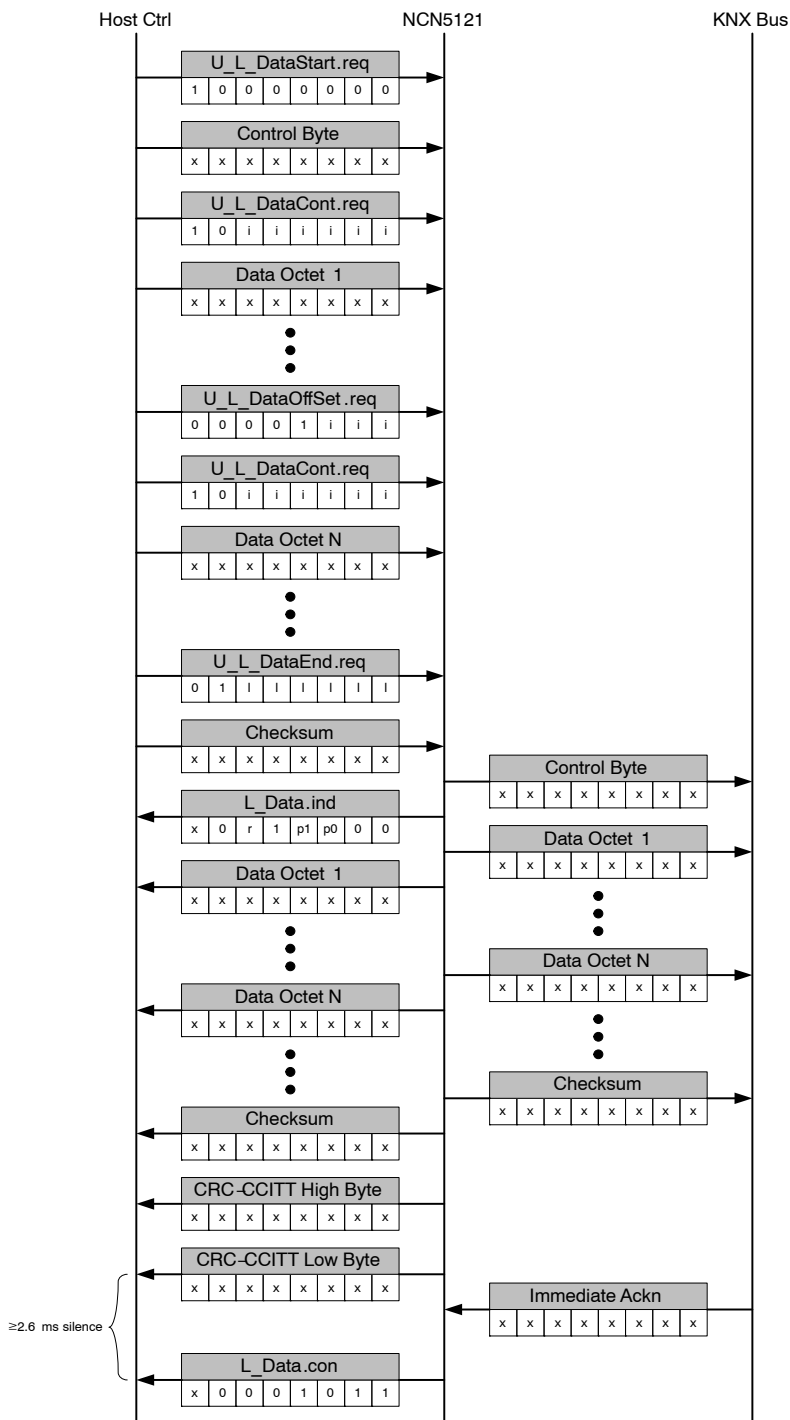 Host Ctrl NCN5121 KNX Bus
U_L_DataStart.req
1 0 0 0 0 0 0 0
Control Byte
x x x x x x x x
U_L_DataCont.req
1 0 i i i i i i
Data Octet 1
x x x x x x x x
U_L_DataOffSet.req
0 0 0 0 1 i i i
U_L_DataCont.req
1 0 i i i i i i
Data Octet N
x x x x x x x x
U_L_DataEnd.req
0 1 l l l l l l
Checksum
x x x x x x x x
Control Byte
x x x x x x x x
L_Data.ind
x 0 r 1 p1 p0 0 0
Data Octet 1
x x x x x x x x
Data Octet 1
x x x x x x x x
Data Octet N
x x x x x x x x
Data Octet N
x x x x x x x x
Checksum
x x x x x x x x
Checksum
x x x x x x x x
CRC-CCITT High Byte
x x x x x x x x
CRC-CCITT Low Byte
x x x x x x x x
Immediate Ackn
x x x x x x x x
≥2.6 ms silence
L_Data.con
x 0 0 0 1 0 1 1